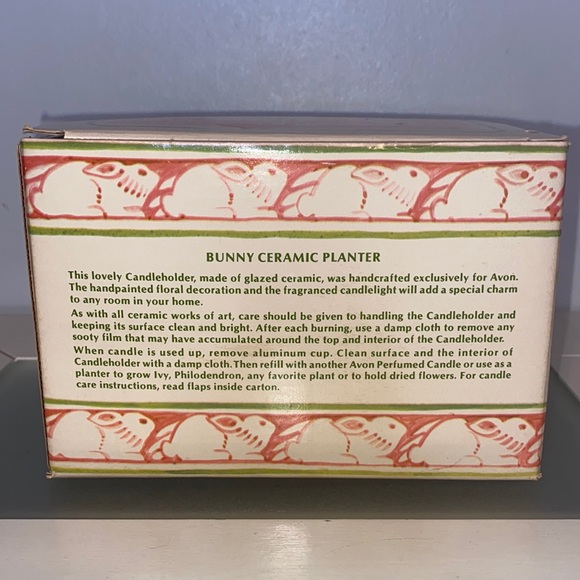 BUNNY CERAMIC PLANTER
This lovely Candleholder, made of glazed ceramic, was handcrafted exclusively for Avon.
The handpainted floral decoration and the fragranced candlelight will add a special charm
to any room in your home.
As with all ceramic works of art, care should be given to handling the Candleholder and
keeping its surface clean and bright. After each burning, use a damp cloth to remove any
sooty film that may have accumulated around the top and interior of the Candleholder.
When candle is used up, remove aluminum cup. Clean surface and the interior of
Candleholder with a damp cloth. Then refill with another Avon Perfumed Candle or use as a
planter to grow Ivy, Philodendron, any favorite plant or to hold dried flowers. For candle
care instructions, read flaps inside carton.